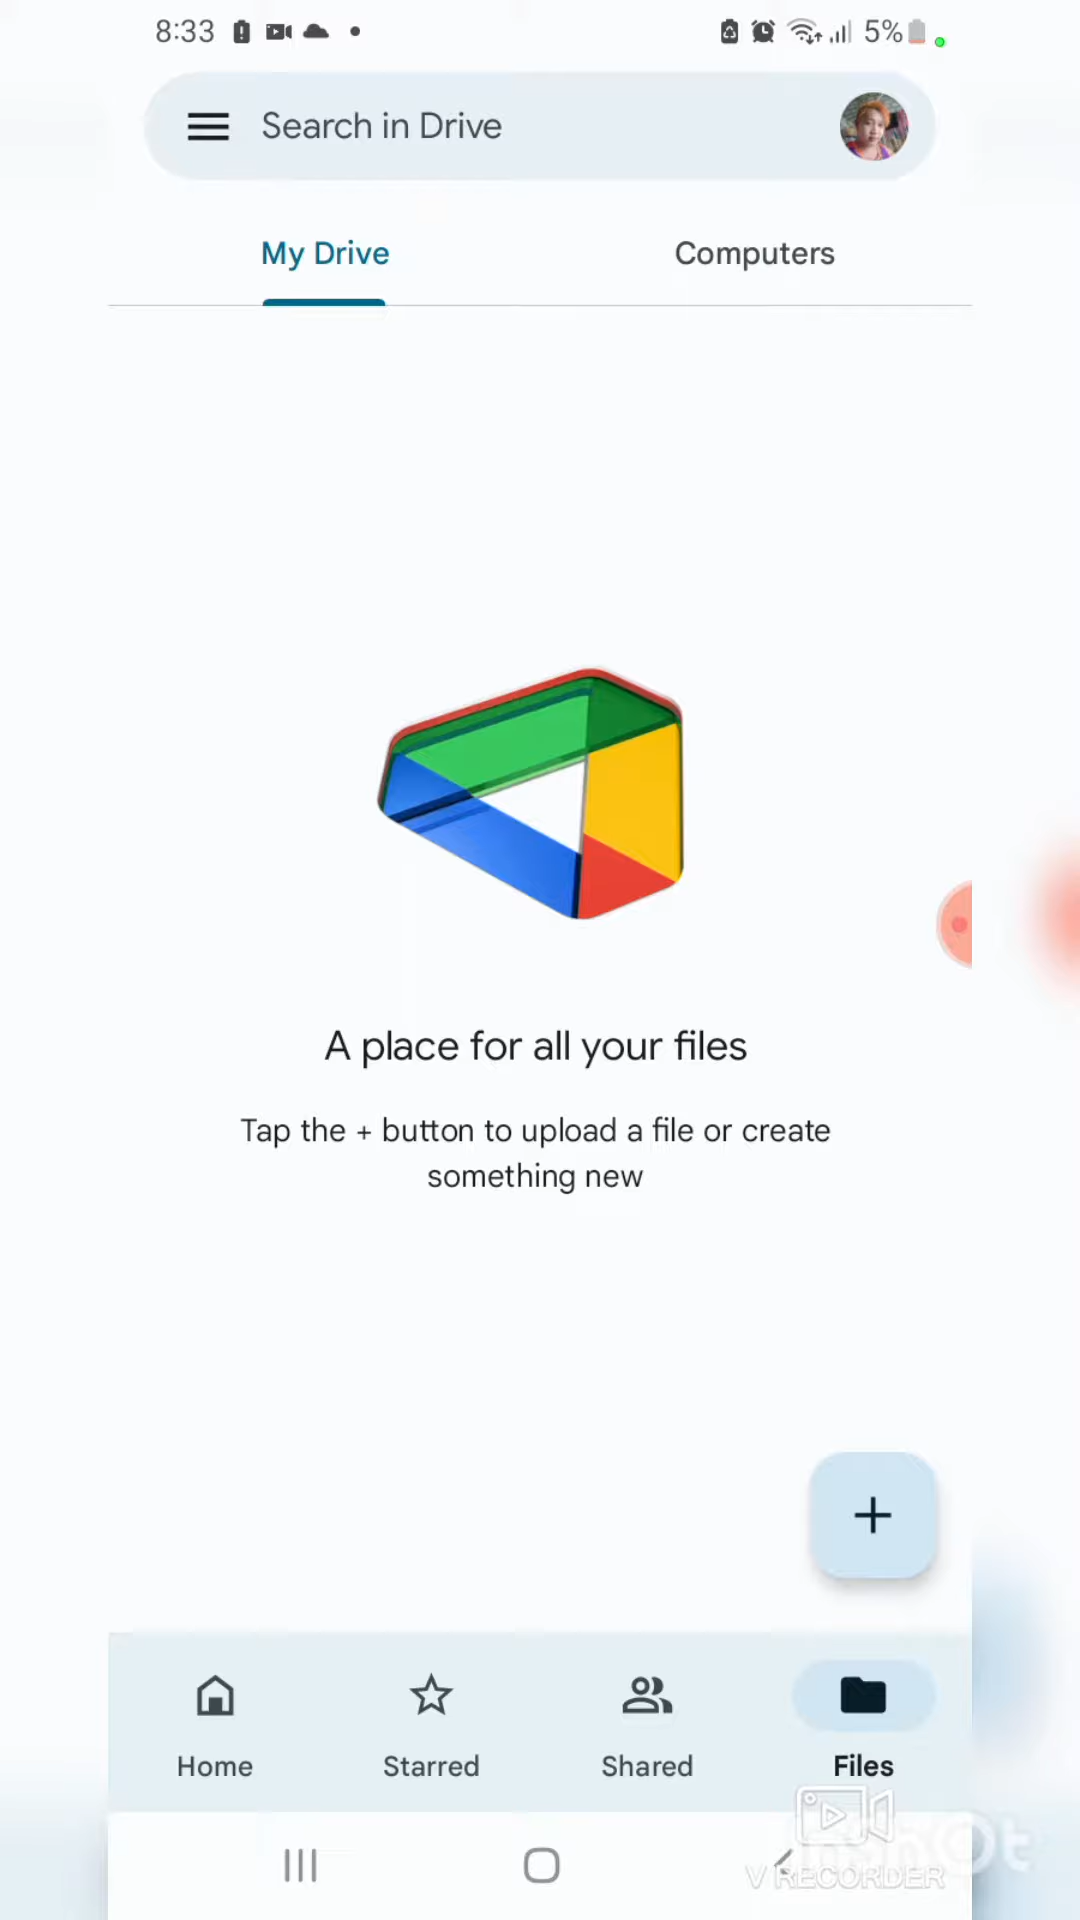 8:33
5%
Search in Drive
My Drive
Computers
A place for all your files
Tap the + button to upload a file or create
something new
Home
Starred
Shared
Files
V RECORDER